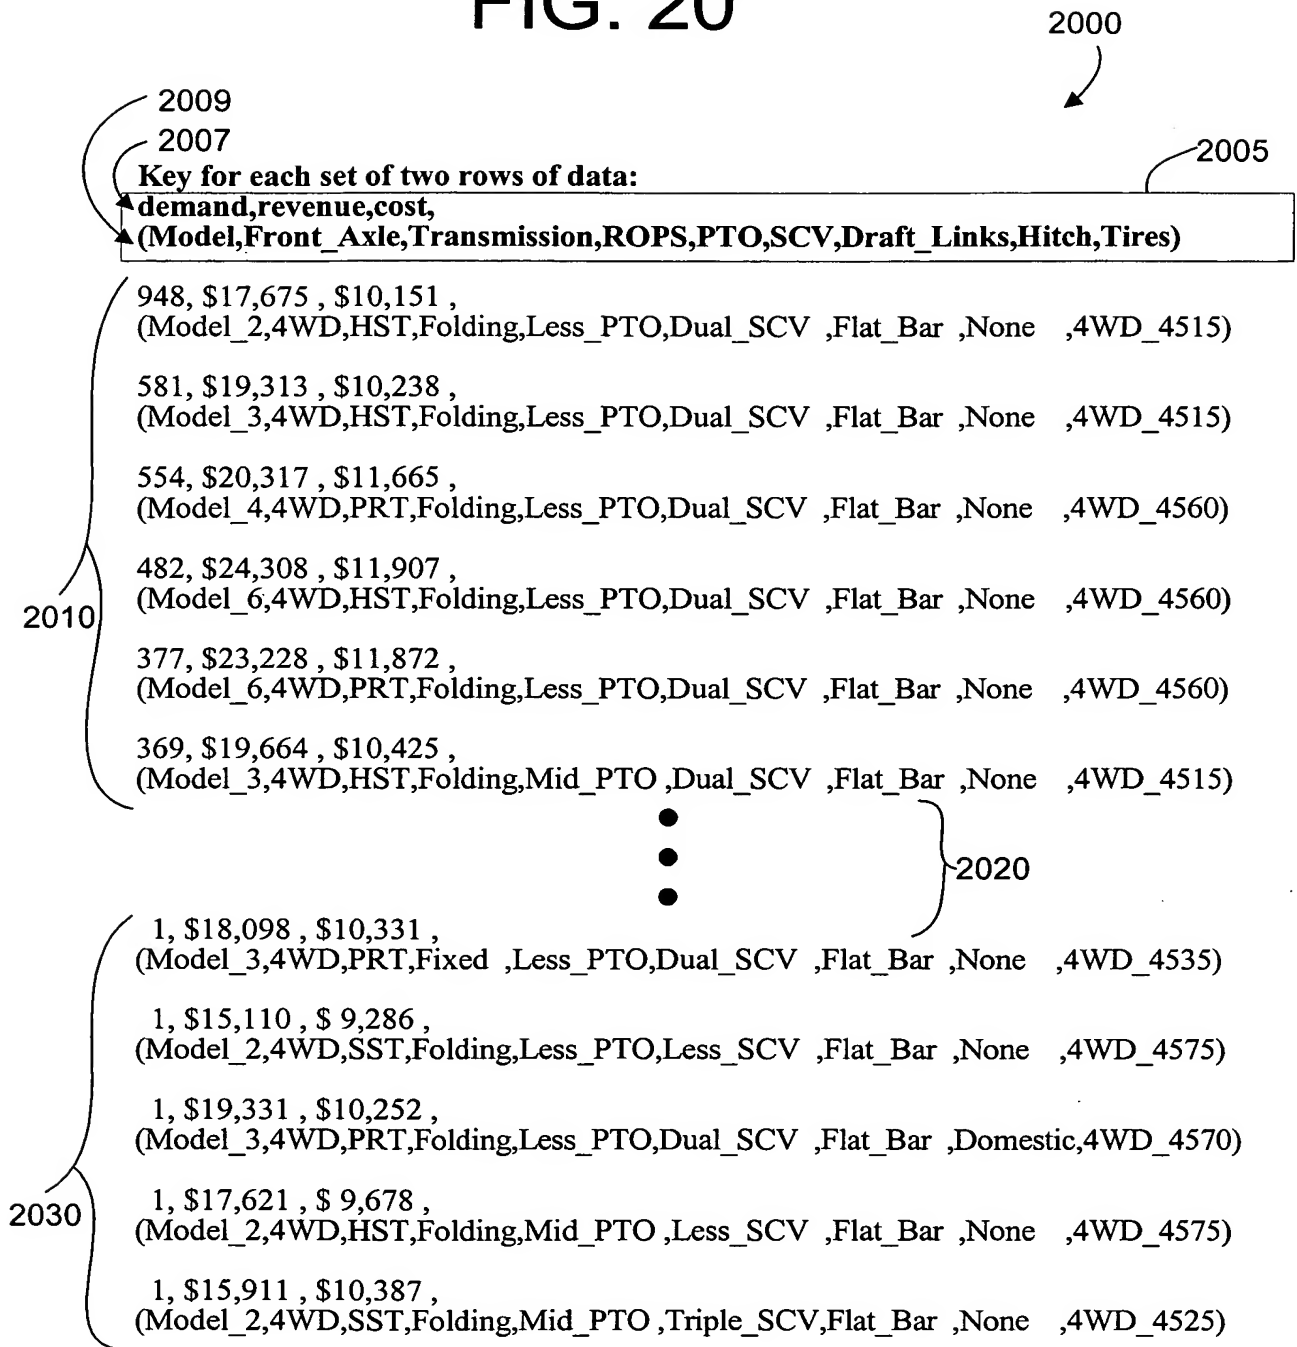 FIG. 20
2000
2009
2007
2005
Key for each set of two rows of data:
demand,revenue,cost,
(Model,Front_Axle,Transmission,ROPS,PTO,SCV,Draft_Links,Hitch,Tires)
948, $17,675 , $10,151 ,
(Model_2,4WD,HST,Folding,Less_PTO,Dual_SCV ,Flat_Bar ,None ,4WD_4515)
581, $19,313 , $10,238 ,
(Model_3,4WD,HST,Folding,Less_PTO,Dual_SCV ,Flat_Bar ,None ,4WD_4515)
554, $20,317 , $11,665 ,
(Model_4,4WD,PRT,Folding,Less_PTO,Dual_SCV ,Flat_Bar ,None ,4WD_4560)
482, $24,308 , $11,907 ,
(Model_6,4WD,HST,Folding,Less_PTO,Dual_SCV ,Flat_Bar ,None ,4WD_4560)
2010
377, $23,228 , $11,872 ,
(Model_6,4WD,PRT,Folding,Less_PTO,Dual_SCV ,Flat_Bar ,None ,4WD_4560)
369, $19,664 , $10,425 ,
(Model_3,4WD,HST,Folding,Mid_PTO ,Dual_SCV ,Flat_Bar ,None ,4WD_4515)
2020
1, $18,098 , $10,331 ,
(Model_3,4WD,PRT,Fixed ,Less_PTO,Dual_SCV ,Flat_Bar ,None ,4WD_4535)
1, $15,110 , $ 9,286 ,
(Model_2,4WD,SST,Folding,Less_PTO,Less_SCV ,Flat_Bar ,None ,4WD_4575)
1, $19,331 , $10,252 ,
(Model_3,4WD,PRT,Folding,Less_PTO,Dual_SCV ,Flat_Bar ,Domestic,4WD_4570)
2030
1, $17,621 , $ 9,678 ,
(Model_2,4WD,HST,Folding,Mid_PTO ,Less_SCV ,Flat_Bar ,None ,4WD_4575)
1, $15,911 , $10,387 ,
(Model_2,4WD,SST,Folding,Mid_PTO ,Triple_SCV,Flat_Bar ,None ,4WD_4525)